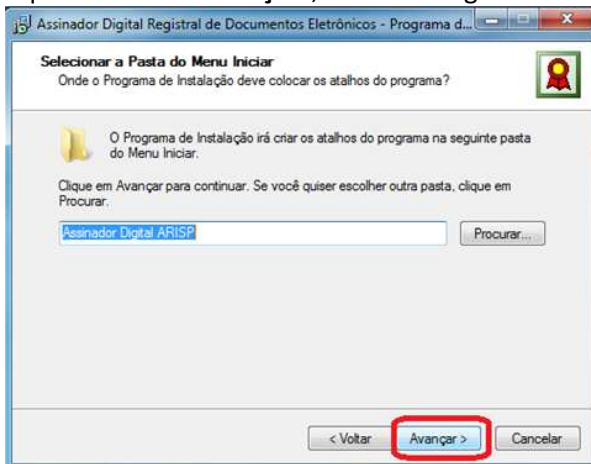 Assinador Digital Registral de Documentos Eletrônicos - Programa d...
Selecionar a Pasta do Menu Iniciar
Onde o Programa de Instalação deve colocar os atalhos do programa?
O Programa de Instalação irá criar os atalhos do programa na seguinte pasta
do Menu Iniciar.
Clique em Avançar para continuar. Se você quiser escolher outra pasta, clique em
Procurar.
Assinador Digital ARISP
Procurar...
< Voltar
Avançar >
Cancelar